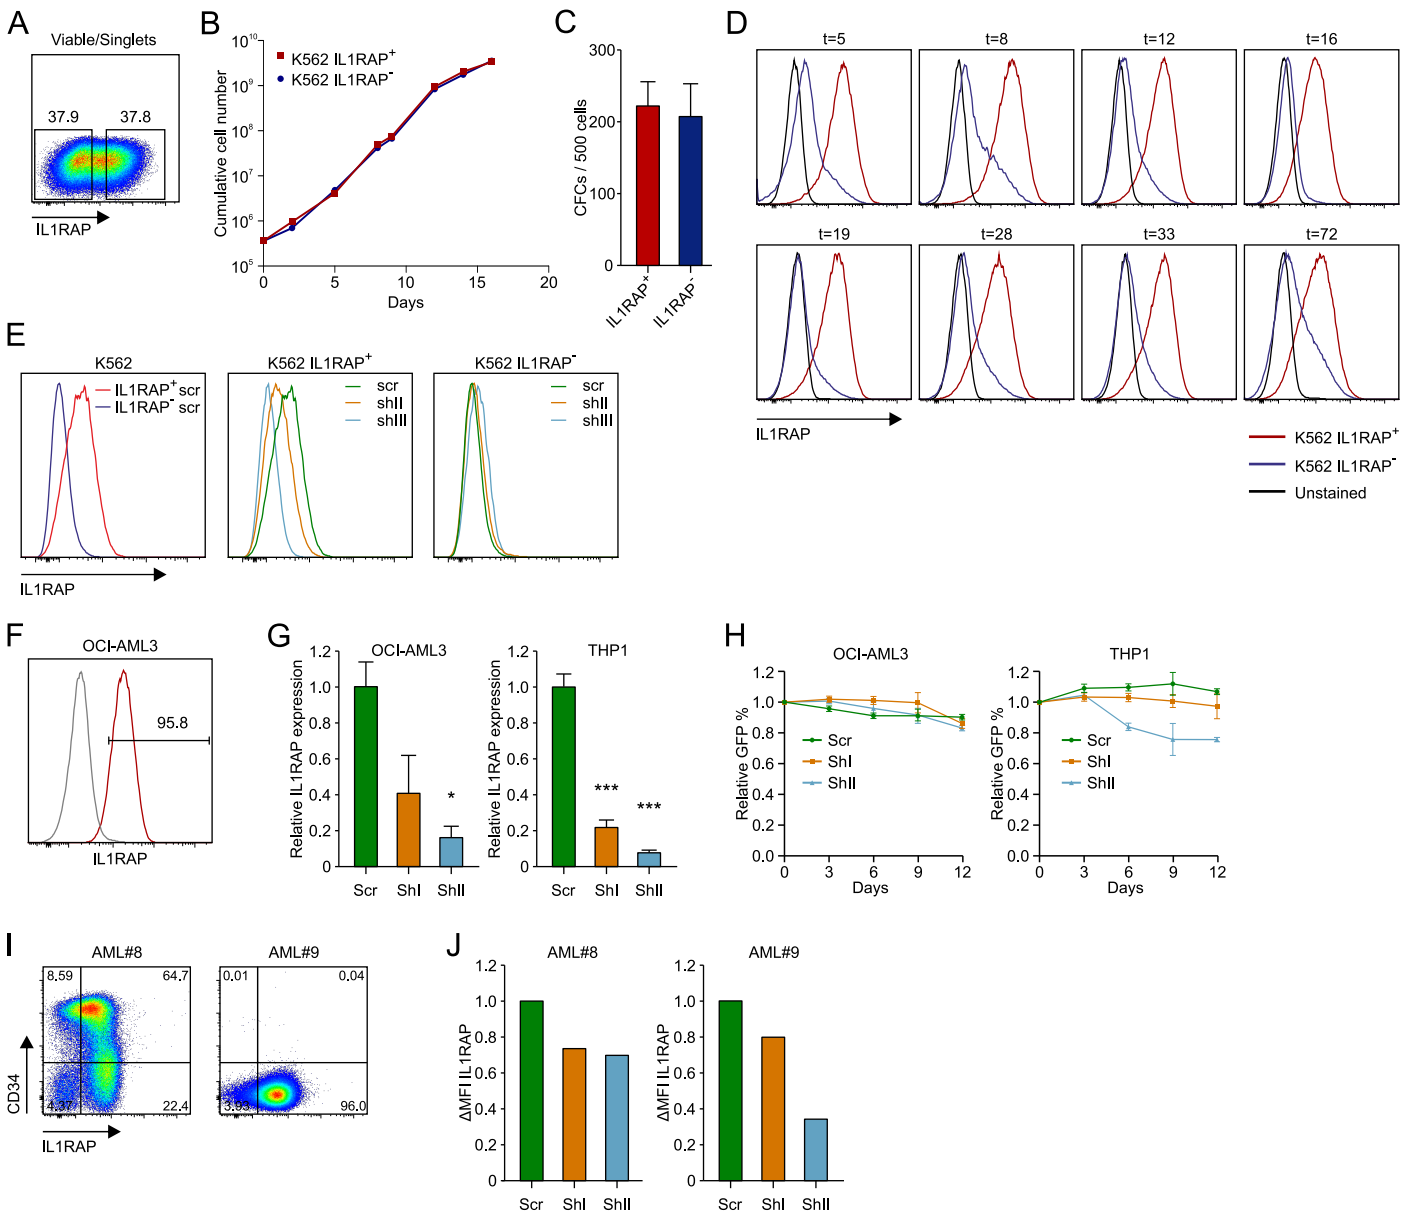 A
Viable/Singlets
37.9
37.8
IL1RAP
B
Cumulative cell number
10^10
10^9
10^8
10^7
10^6
10^5
K562 IL1RAP+
K562 IL1RAP-
0
5
10
15
20
Days
C
CFCs / 500 cells
300
200
100
0
IL1RAP+
IL1RAP-
D
t=5
t=8
t=12
t=16
t=19
t=28
t=33
t=72
IL1RAP
K562 IL1RAP+
K562 IL1RAP-
Unstained
E
K562
IL1RAP+ scr
IL1RAP- scr
IL1RAP
K562 IL1RAP+
scr
shII
shIII
K562 IL1RAP-
scr
shII
shIII
F
OCI-AML3
95.8
IL1RAP
G
OCI-AML3
Relative IL1RAP expression
1.2
1.0
0.8
0.6
0.4
0.2
0
*
Scr
ShI
ShII
THP1
Relative IL1RAP expression
1.2
1.0
0.8
0.6
0.4
0.2
0
***
***
Scr
ShI
ShII
H
OCI-AML3
Relative GFP %
1.2
1.0
0.8
0.6
0.4
0.2
0.0
Scr
ShI
ShII
0
3
6
9
12
Days
THP1
Relative GFP %
1.2
1.0
0.8
0.6
0.4
0.2
0.0
Scr
ShI
ShII
0
3
6
9
12
Days
I
AML#8
8.59
64.7
4.37
22.4
CD34
IL1RAP
AML#9
0.01
0.04
3.93
96.0
J
AML#8
ΔMFI IL1RAP
1.2
1.0
0.8
0.6
0.4
0.2
0
Scr
ShI
ShII
AML#9
ΔMFI IL1RAP
1.2
1.0
0.8
0.6
0.4
0.2
0
Scr
ShI
ShII